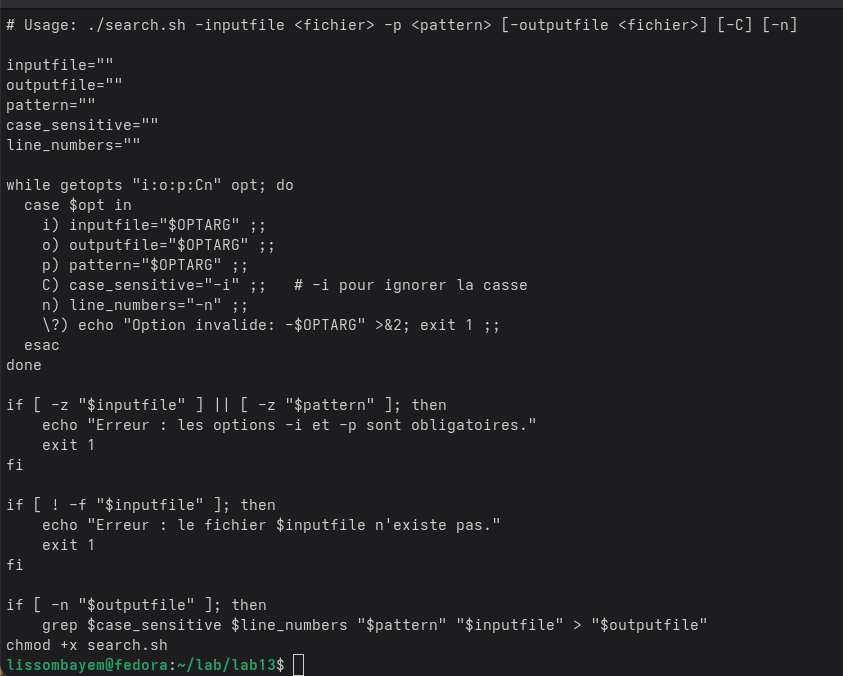 # Usage: ./search.sh -inputfile <fichier> -p <pattern> [-outputfile <fichier>] [-C] [-n]
inputfile=""
outputfile=""
pattern=""
case_sensitive=""
line_numbers=""
while getopts "i:o:p:Cn" opt; do
  case $opt in
    i) inputfile="$OPTARG" ;;
    o) outputfile="$OPTARG" ;;
    p) pattern="$OPTARG" ;;
    C) case_sensitive="-i" ;;   # -i pour ignorer la casse
    n) line_numbers="-n" ;;
    \?) echo "Option invalide: -$OPTARG" >&2; exit 1 ;;
  esac
done
if [ -z "$inputfile" ] || [ -z "$pattern" ]; then
    echo "Erreur : les options -i et -p sont obligatoires."
    exit 1
fi
if [ ! -f "$inputfile" ]; then
    echo "Erreur : le fichier $inputfile n'existe pas."
    exit 1
fi
if [ -n "$outputfile" ]; then
    grep $case_sensitive $line_numbers "$pattern" "$inputfile" > "$outputfile"
chmod +x search.sh
lissombayem@fedora:~/lab/lab13$